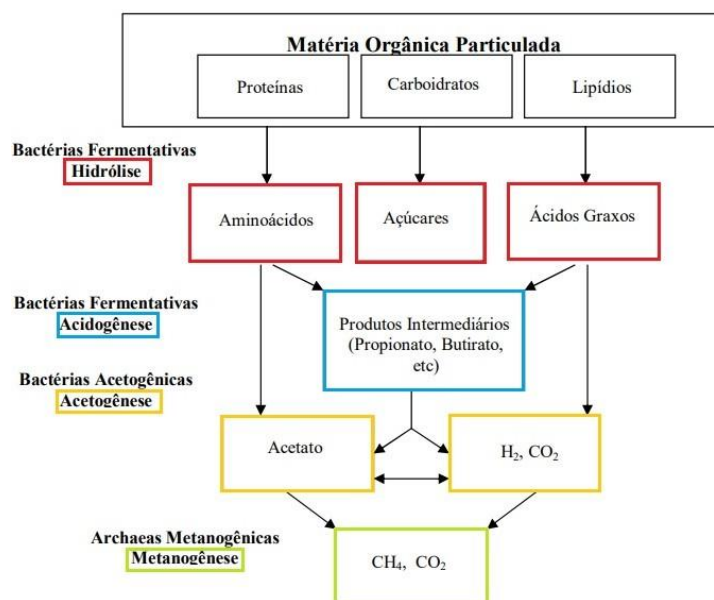 Matéria Orgânica Particulada
Proteínas
Carboidratos
Lipídios
Bactérias Fermentativas
Hidrólise
Aminoácidos
Açúcares
Ácidos Graxos
Bactérias Fermentativas
Acidogênese
Produtos Intermediários
(Propionato, Butirato,
etc)
Bactérias Acetogênicas
Acetogênese
Acetato
H₂, CO₂
Archaeas Metanogênicas
Metanogênese
CH₄, CO₂